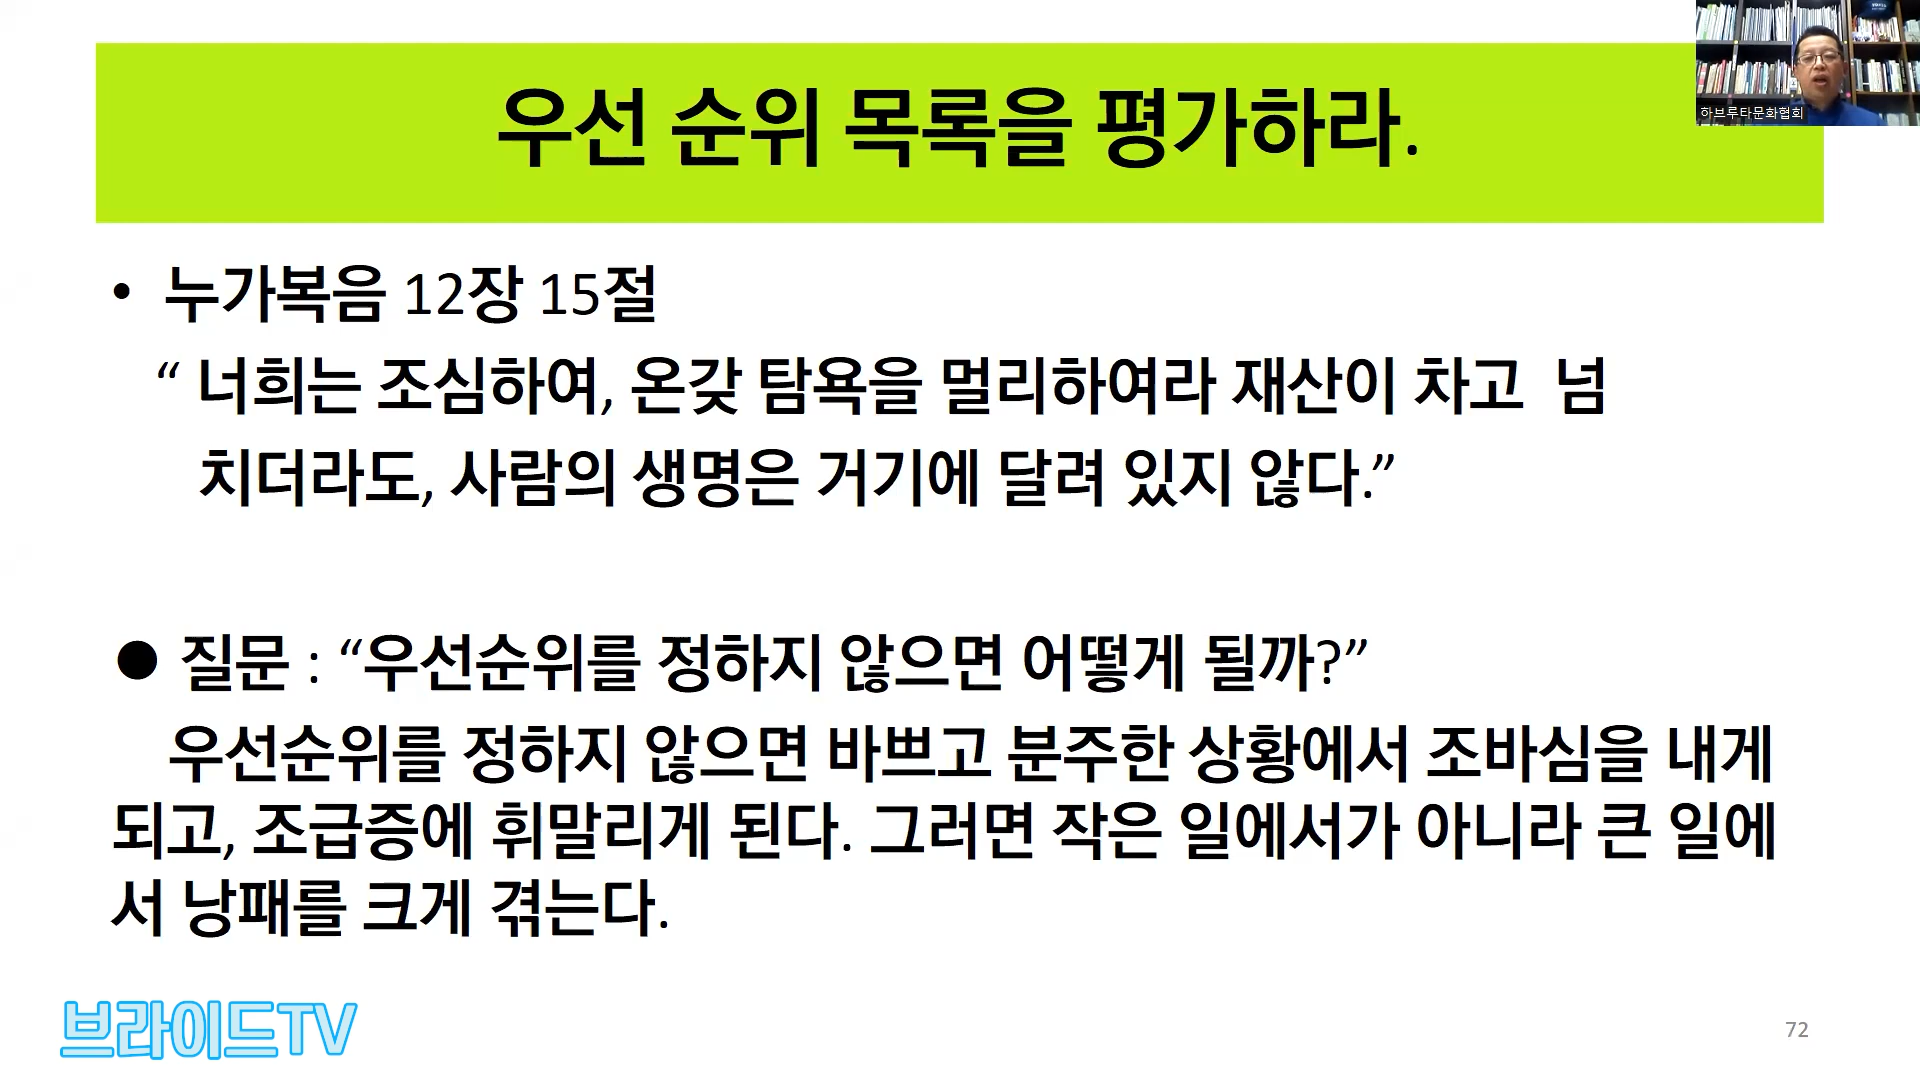 우선 순위 목록을 평가하라.
하브루타문화협회
• 누가복음 12장 15절
“ 너희는 조심하여, 온갖 탐욕을 멀리하여라 재산이 차고 넘
치더라도, 사람의 생명은 거기에 달려 있지 않다.”
● 질문 : “우선순위를 정하지 않으면 어떻게 될까?”
우선순위를 정하지 않으면 바쁘고 분주한 상황에서 조바심을 내게
되고, 조급증에 휘말리게 된다. 그러면 작은 일에서가 아니라 큰 일에
서 낭패를 크게 겪는다.
브라이드TV
72